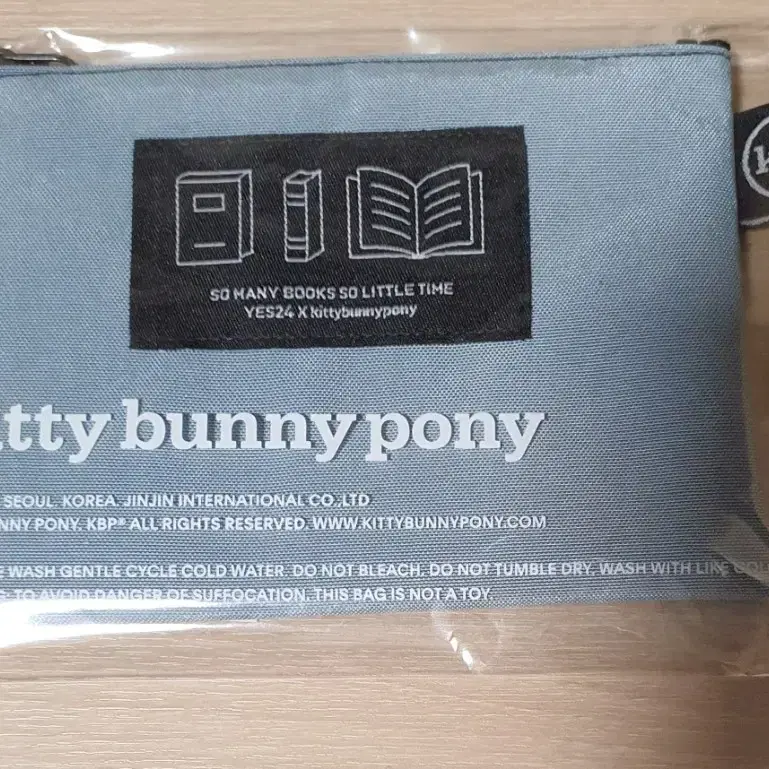 SO MANY BOOKS SO LITTLE TIME
YES24 X kittybunnypony
itty bunny pony
SEOUL. KOREA. JINJIN INTERNATIONAL CO.,LTD
NNY PONY. KBP® ALL RIGHTS RESERVED. WWW.KITTYBUNNYPONY.COM
E WASH GENTLE CYCLE COLD WATER. DO NOT BLEACH. DO NOT TUMBLE DRY. WASH WITH LIKE COL
TO AVOID DANGER OF SUFFOCATION. THIS BAG IS NOT A TOY.